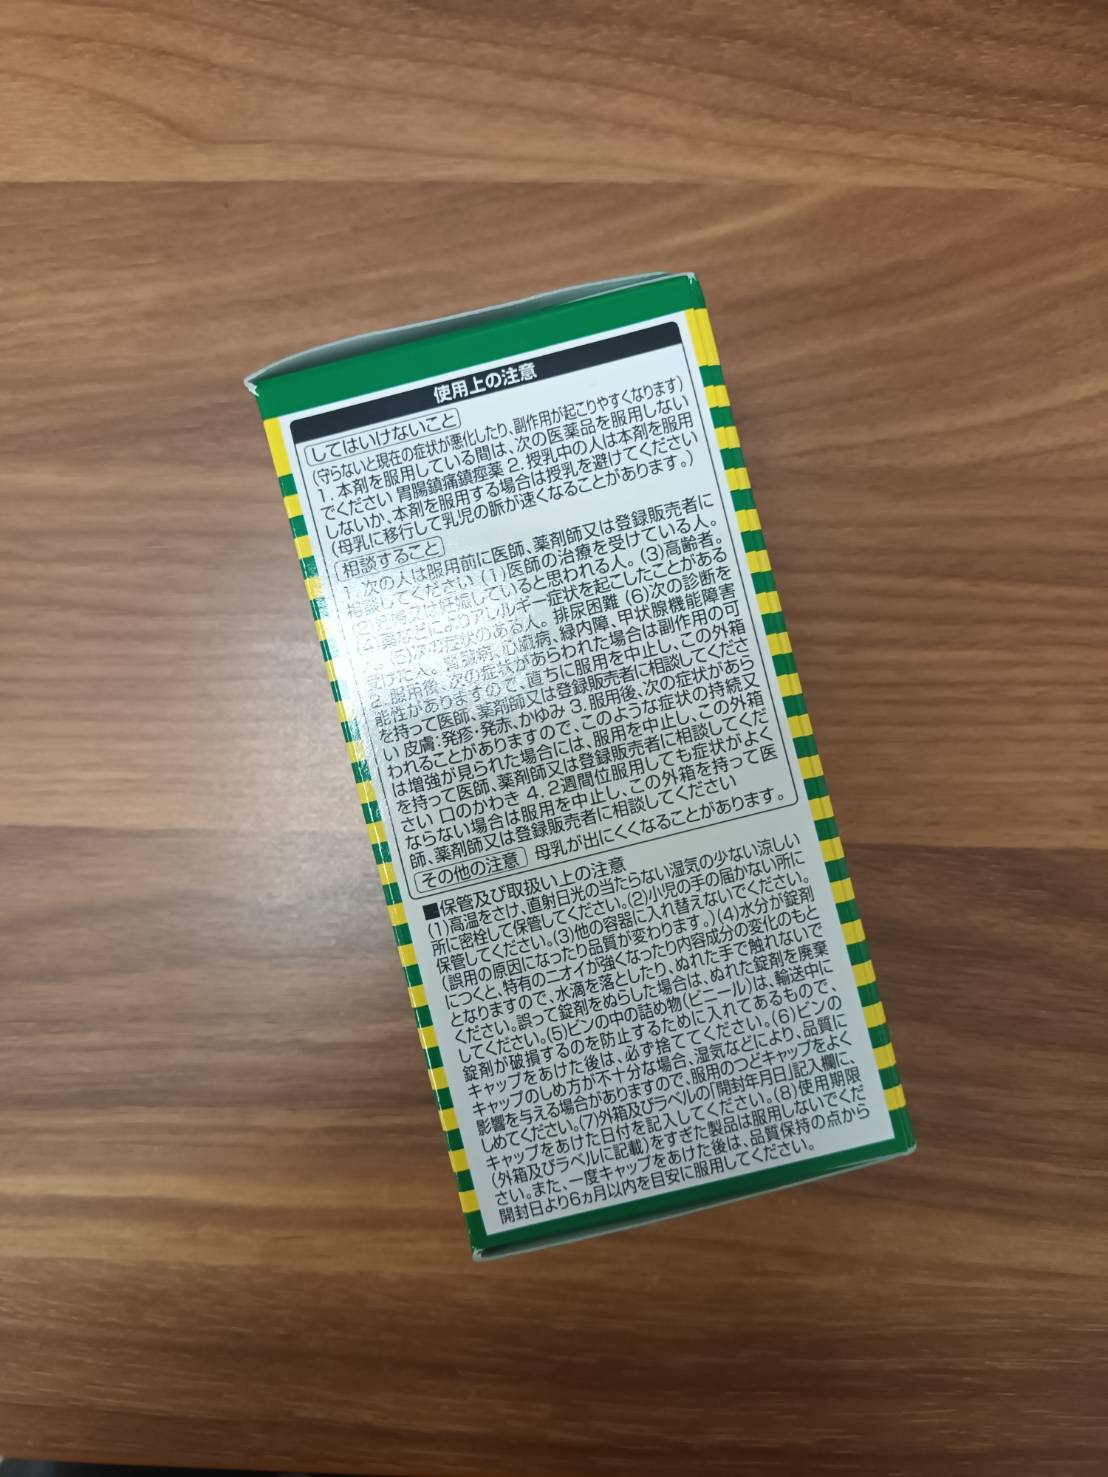 使用上の注意
してはいけないこと
(守らないと現在の症状が悪化したり、副作用が起こりやすくなります)
1. 本剤を服用している間は、次の医薬品を服用しない
でください 胃腸鎮痛鎮痙薬 2. 授乳中の人は本剤を服用
しないか、本剤を服用する場合は授乳を避けてください
(母乳に移行して乳児の脈が速くなることがあります。)
相談すること
次の人は服用前に医師、薬剤師又は登録販売者に
相談してください (1)医師の治療を受けている人。
妊娠していると思われる人。(3)高齢者。
アレルギー症状を起こしたことがある
人。(5)次の症状のある人。排尿困難 (6)次の診断を
受けた人。腎臓病、心臓病、緑内障、甲状腺機能障害
2. 服用後、次の症状があらわれた場合は副作用の可
能性がありますので、直ちに服用を中止し、この外箱
を持って医師、薬剤師又は登録販売者に相談してくださ
い 皮膚:発疹・発赤、かゆみ 3. 服用後、次の症状があら
われることがありますので、このような症状の持続又
は増強が見られた場合には、服用を中止し、この外箱
を持って医師、薬剤師又は登録販売者に相談してくだ
さい 口のかわき 4. 2週間位服用しても症状がよく
ならない場合は服用を中止し、この外箱を持って医
師、薬剤師又は登録販売者に相談してください
その他の注意 母乳が出にくくなることがあります。
■保管及び取扱い上の注意
(1)高温をさけ、直射日光の当たらない湿気の少ない涼しい
所に密栓して保管してください。(2)小児の手の届かない所に
保管してください。(3)他の容器に入れ替えないでください。
(誤用の原因になったり品質が変わります。)(4)水分が錠剤
につくと、特有のニオイが強くなったり内容成分の変化のもと
となりますので、水滴を落としたり、ぬれた手で触れないで
ください。誤って錠剤をぬらした場合は、ぬれた錠剤を廃棄
してください。(5)ビンの中の詰め物(ビニール)は、輸送中に
錠剤が破損するのを防止するために入れてあるもので、
キャップをあけた後は、必ず捨ててください。(6)ビンの
キャップのしめ方が不十分な場合、湿気などにより、品質に
影響を与える場合がありますので、服用のつどキャップをよく
しめてください。(7)外箱及びラベルの「開封年月日」記入欄に、
キャップをあけた日付を記入してください。(8)使用期限
(外箱及びラベルに記載)をすぎた製品は服用しないでくだ
さい。また、一度キャップをあけた後は、品質保持の点から
開封日より6ヵ月以内を目安に服用してください。